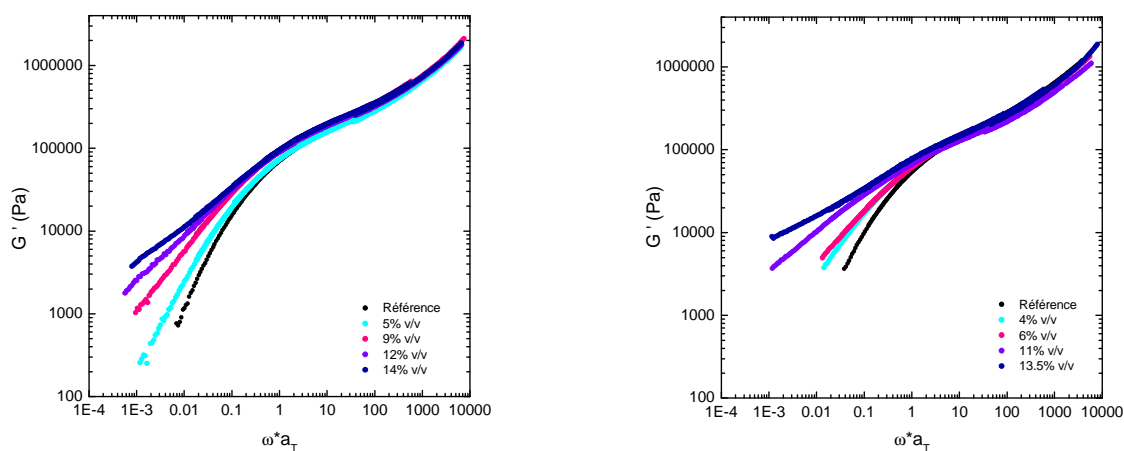 G ' (Pa)
1000000
100000
10000
1000
100
Référence
5% v/v
9% v/v
12% v/v
14% v/v
1E-4 1E-3 0.01 0.1 1 10 100 1000 10000
ω*a_T
G ' (Pa)
1000000
100000
10000
1000
100
Référence
4% v/v
6% v/v
11% v/v
13.5% v/v
1E-4 1E-3 0.01 0.1 1 10 100 1000 10000
ω*a_T